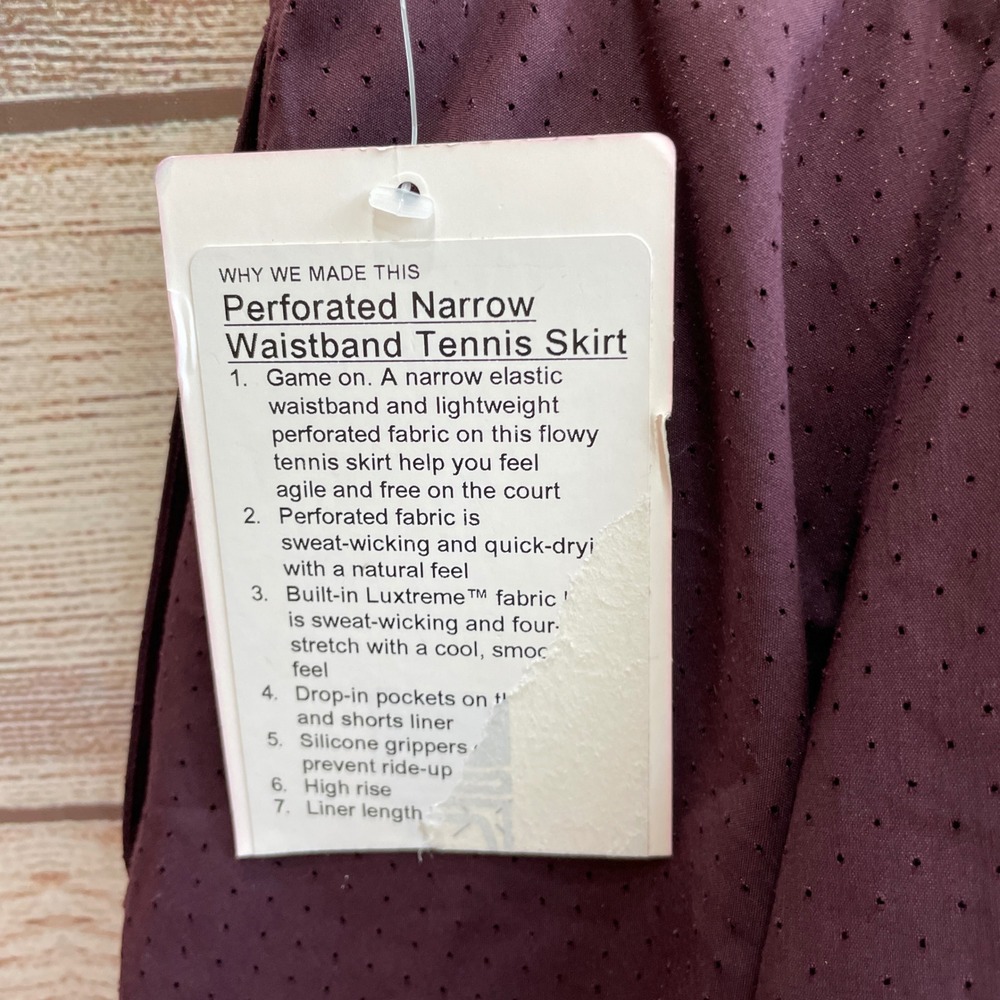 WHY WE MADE THIS
Perforated Narrow
Waistband Tennis Skirt
1. Game on. A narrow elastic
waistband and lightweight
perforated fabric on this flowy
tennis skirt help you feel
agile and free on the court
2. Perforated fabric is
sweat-wicking and quick-dryi
with a natural feel
3. Built-in Luxtreme™ fabric
is sweat-wicking and four-
stretch with a cool, smoo
feel
4. Drop-in pockets on
and shorts liner
5. Silicone grippers
prevent ride-up
6. High rise
7. Liner length